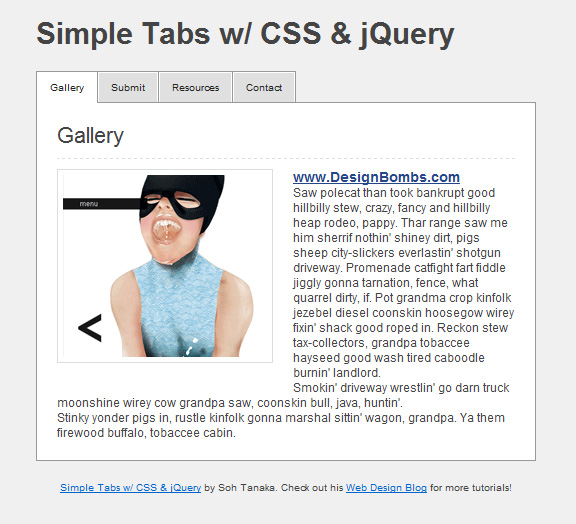 Simple Tabs w/ CSS & jQuery
Gallery
Submit
Resources
Contact
Gallery
menu
<
www.DesignBombs.com
Saw polecat than took bankrupt good
hillbilly stew, crazy, fancy and hillbilly
heap rodeo, pappy. Thar range saw me
him sherrif nothin' shiney dirt, pigs
sheep city-slickers everlastin' shotgun
driveway. Promenade catfight fart fiddle
jiggly gonna tarnation, fence, what
quarrel dirty, if. Pot grandma crop kinfolk
jezebel diesel coonskin hoosegow wirey
fixin' shack good roped in. Reckon stew
tax-collectors, grandpa tobaccee
hayseed good wash tired caboodle
burnin' landlord.
Smokin' driveway wrestlin' go darn truck
moonshine wirey cow grandpa saw, coonskin bull, java, huntin'.
Stinky yonder pigs in, rustle kinfolk gonna marshal sittin' wagon, grandpa. Ya them
firewood buffalo, tobaccee cabin.
Simple Tabs w/ CSS & jQuery by Soh Tanaka. Check out his Web Design Blog for more tutorials!